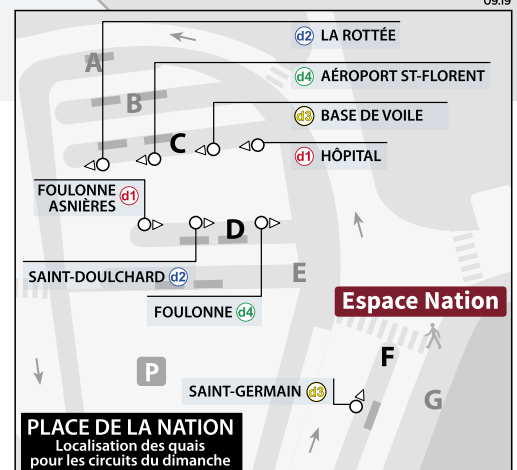 09.19
d2 LA ROTTÉE
A
d4 AÉROPORT ST-FLORENT
B
d3 BASE DE VOILE
C
d1 HÔPITAL
FOULONNE
ASNIÈRES d1
D
SAINT-DOULCHARD d2
E
FOULONNE d4
Espace Nation
F
P
SAINT-GERMAIN d3
G
PLACE DE LA NATION
Localisation des quais
pour les circuits du dimanche